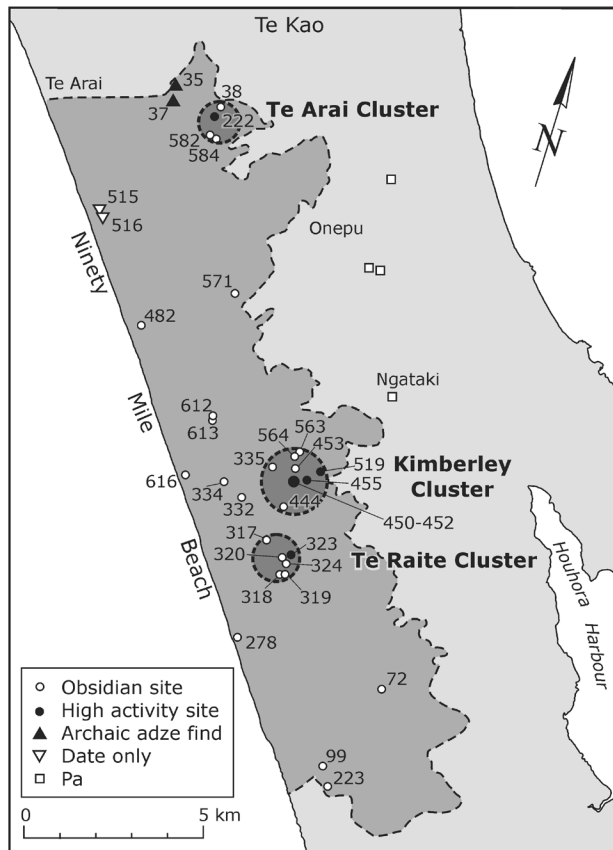 Te Kao
Te Arai
35
38
37
222
Te Arai Cluster
582
584
N
515
516
Onepu
Ninety
571
482
Ngataki
Mile
612
613
563
564
453
335
519
Kimberley
Cluster
616
334
455
332
444
450-452
317
323
320
324
Te Raite Cluster
Beach
318
319
Houhora
Harbour
278
72
Obsidian site
High activity site
Archaic adze find
Date only
Pa
99
223
0
5 km